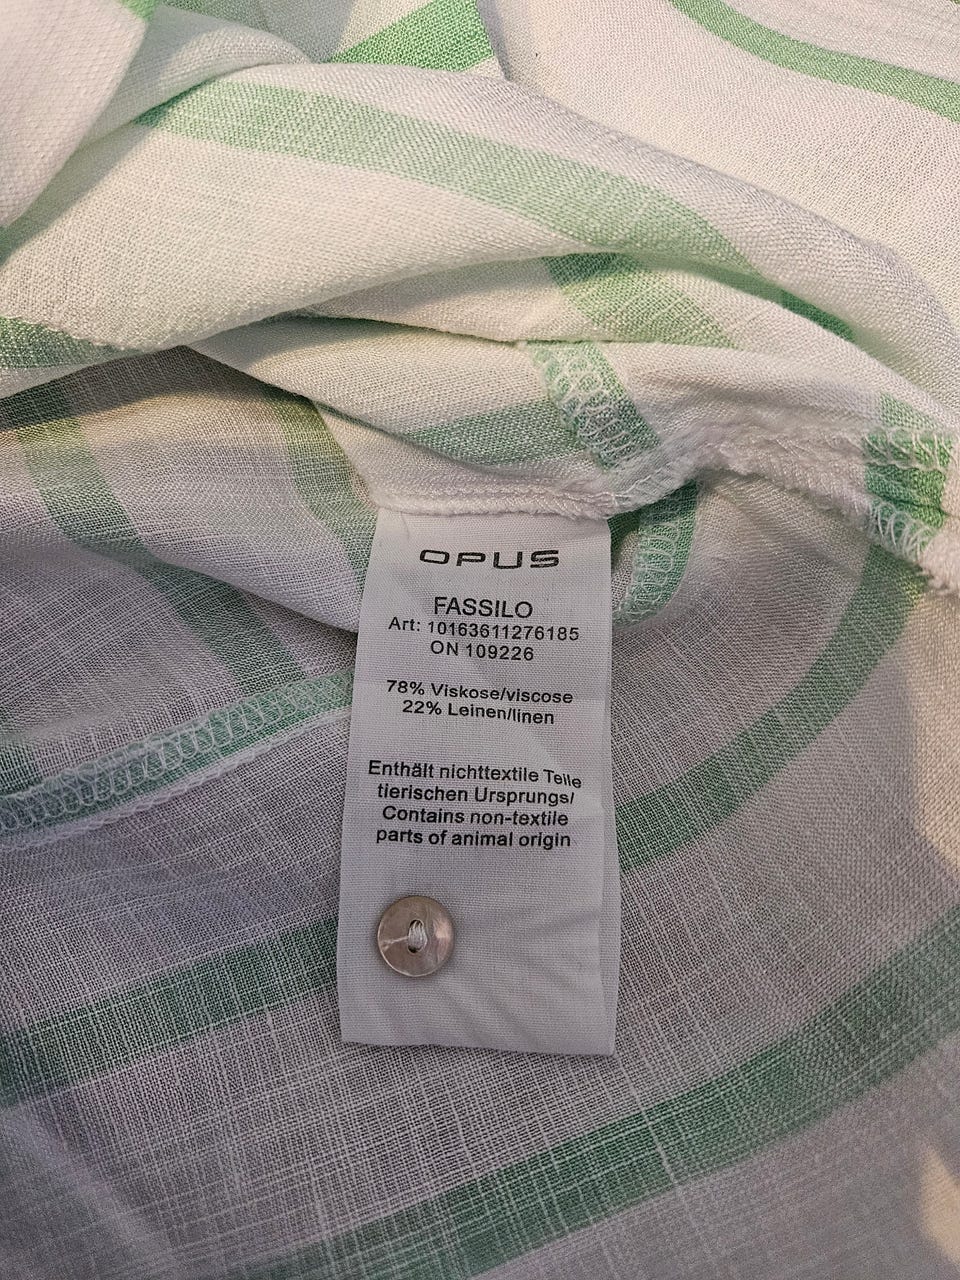 OPUS
FASSILO
Art: 10163611276185
ON 109226
78% Viskose/viscose
22% Leinen/linen
Enthält nichttextile Teile
tierischen Ursprungs/
Contains non-textile
parts of animal origin